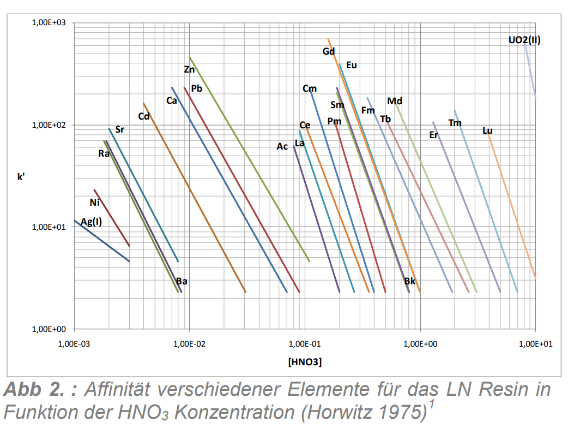 1,00E+03
UO2(II)
Gd
Eu
Zn
Pb
Ca
Cm
Fm
Md
Cd
Sm
Tb
1,00E+02
Sr
Ce
Pm
Er
Tm
Lu
Ra
Ac
La
k'
Ni
Ag(I)
1,00E+01
Ba
Bk
1,00E+00
1,00E-03 1,00E-02 1,00E-01 1,00E+00 1,00E+01
[HNO3]
Abb 2. : Affinität verschiedener Elemente für das LN Resin in
Funktion der HNO₃ Konzentration (Horwitz 1975)¹